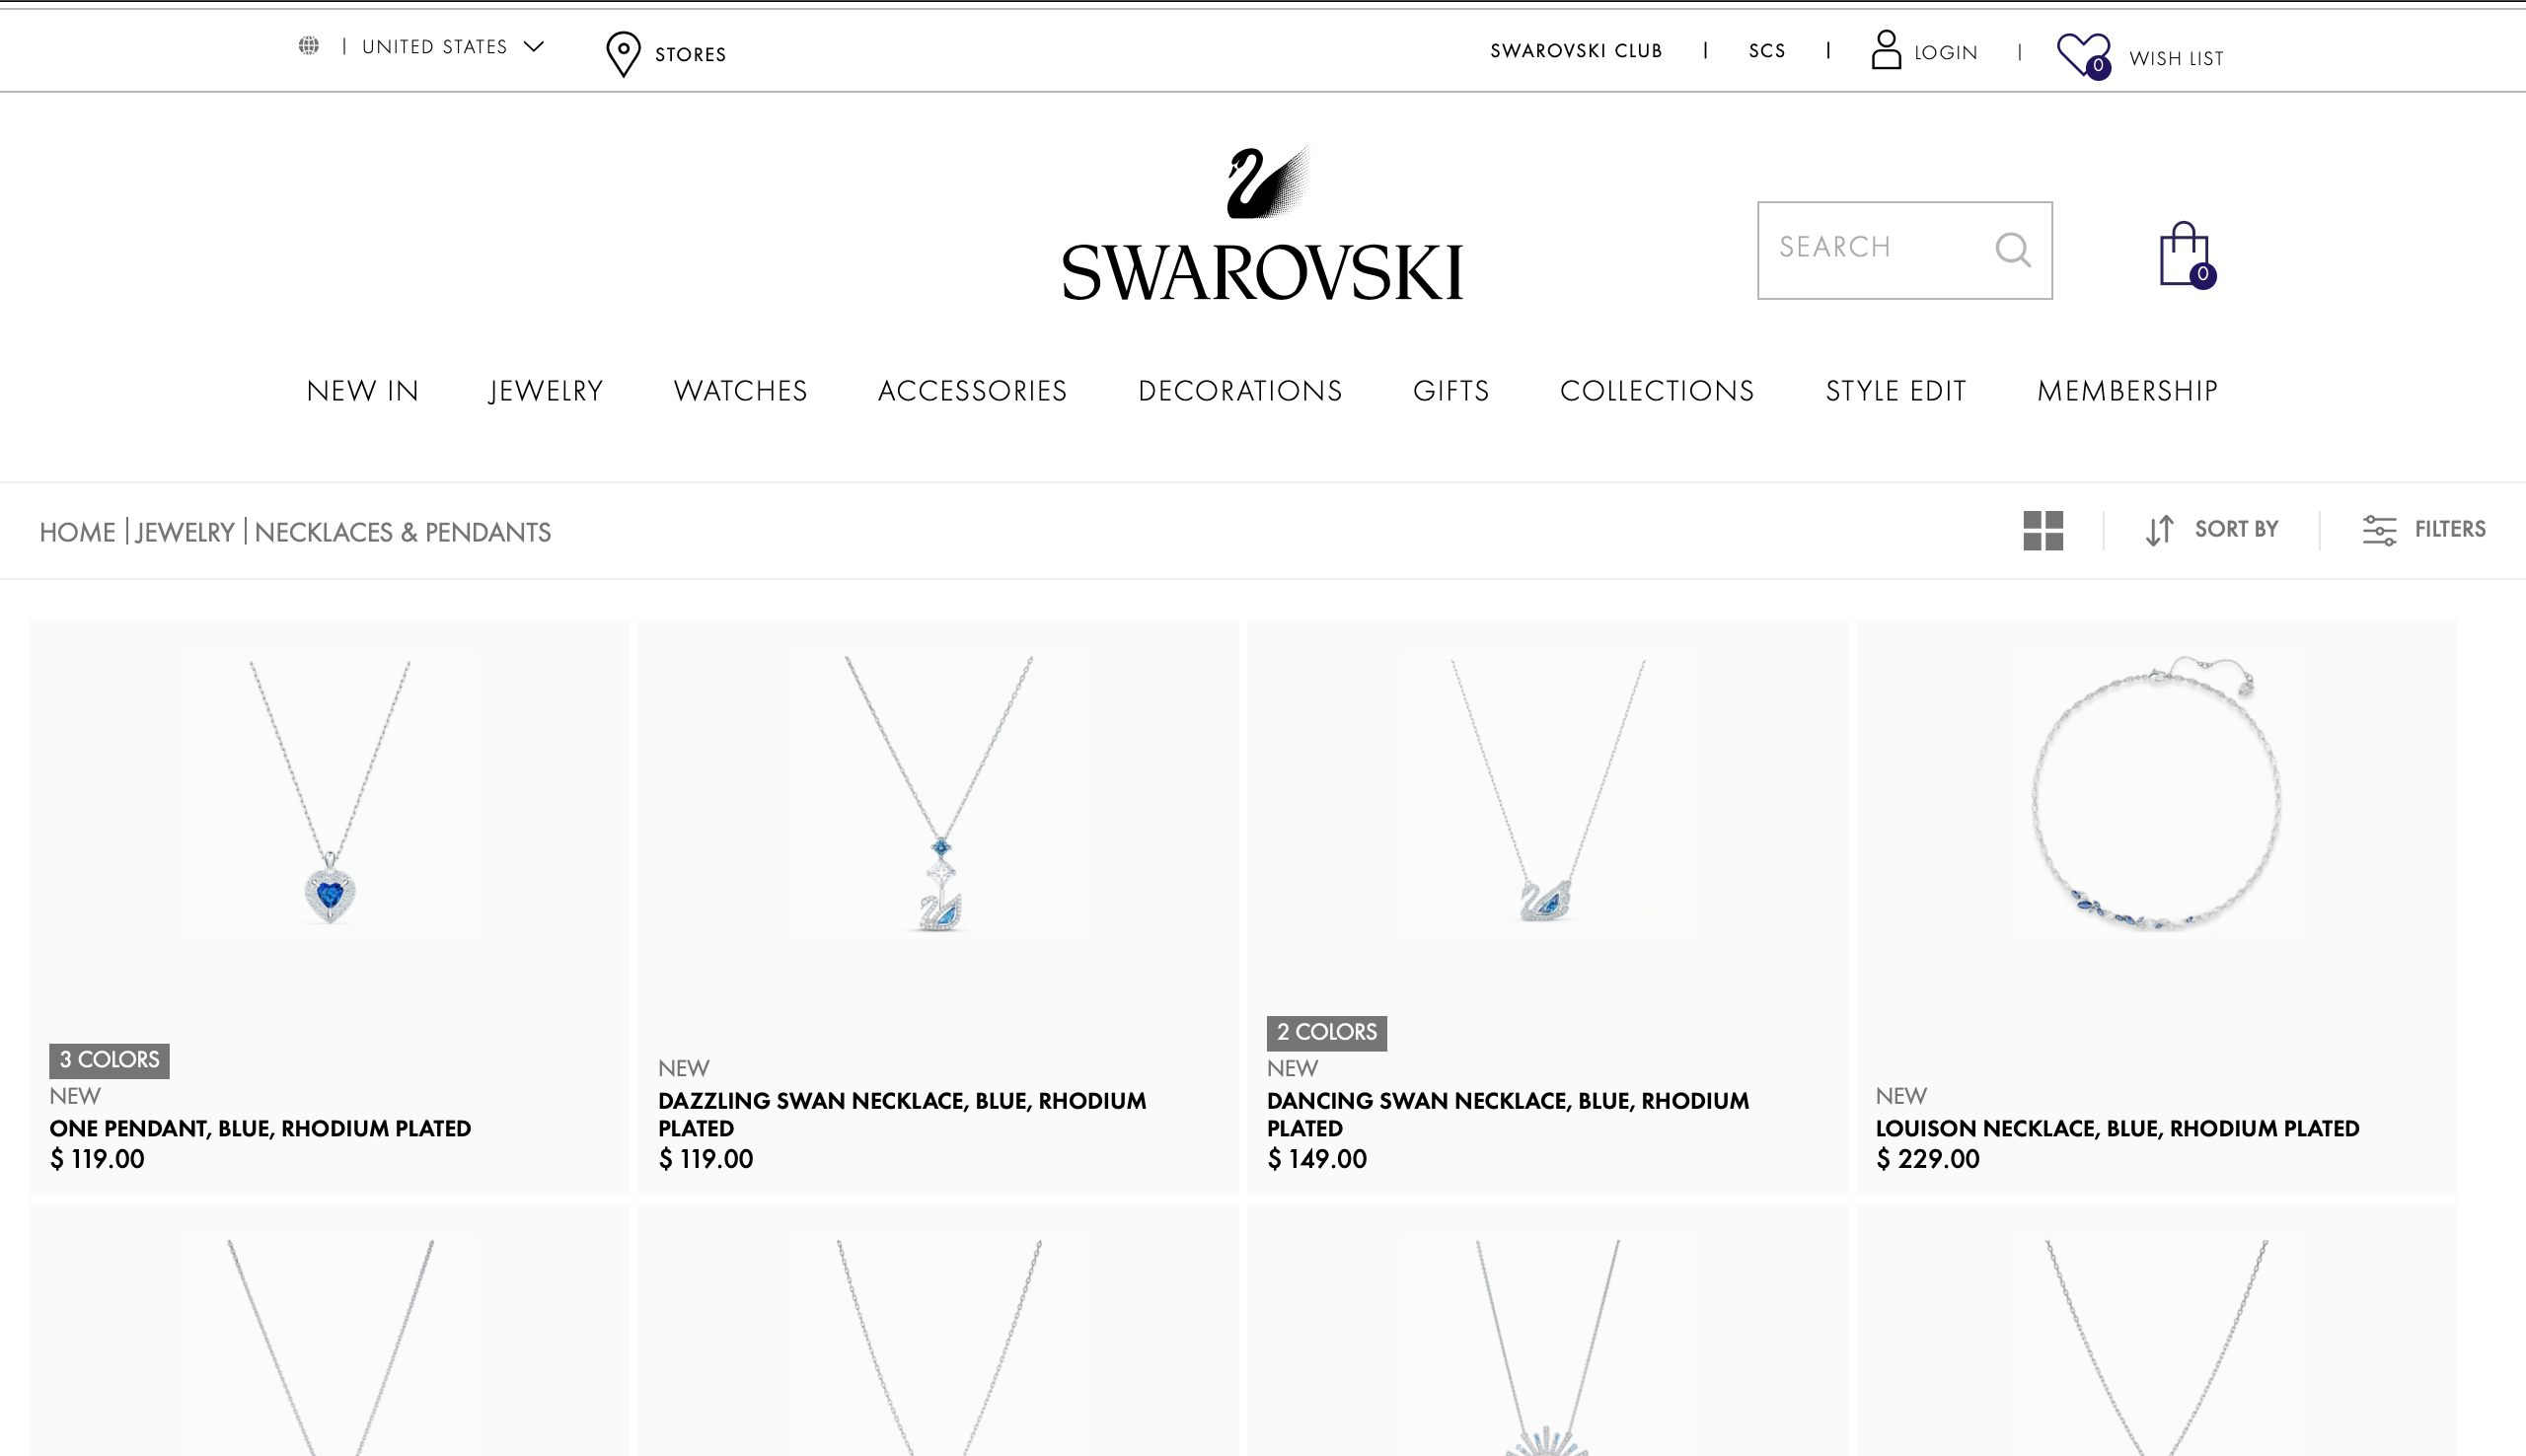 | UNITED STATES
STORES
SWAROVSKI CLUB | SCS | LOGIN | WISH LIST
0
SWAROVSKI
SEARCH
0
NEW IN JEWELRY WATCHES ACCESSORIES DECORATIONS GIFTS COLLECTIONS STYLE EDIT MEMBERSHIP
HOME | JEWELRY | NECKLACES & PENDANTS
SORT BY
FILTERS
3 COLORS
NEW
ONE PENDANT, BLUE, RHODIUM PLATED
$ 119.00
NEW
DAZZLING SWAN NECKLACE, BLUE, RHODIUM
PLATED
$ 119.00
2 COLORS
NEW
DANCING SWAN NECKLACE, BLUE, RHODIUM
PLATED
$ 149.00
NEW
LOUISON NECKLACE, BLUE, RHODIUM PLATED
$ 229.00